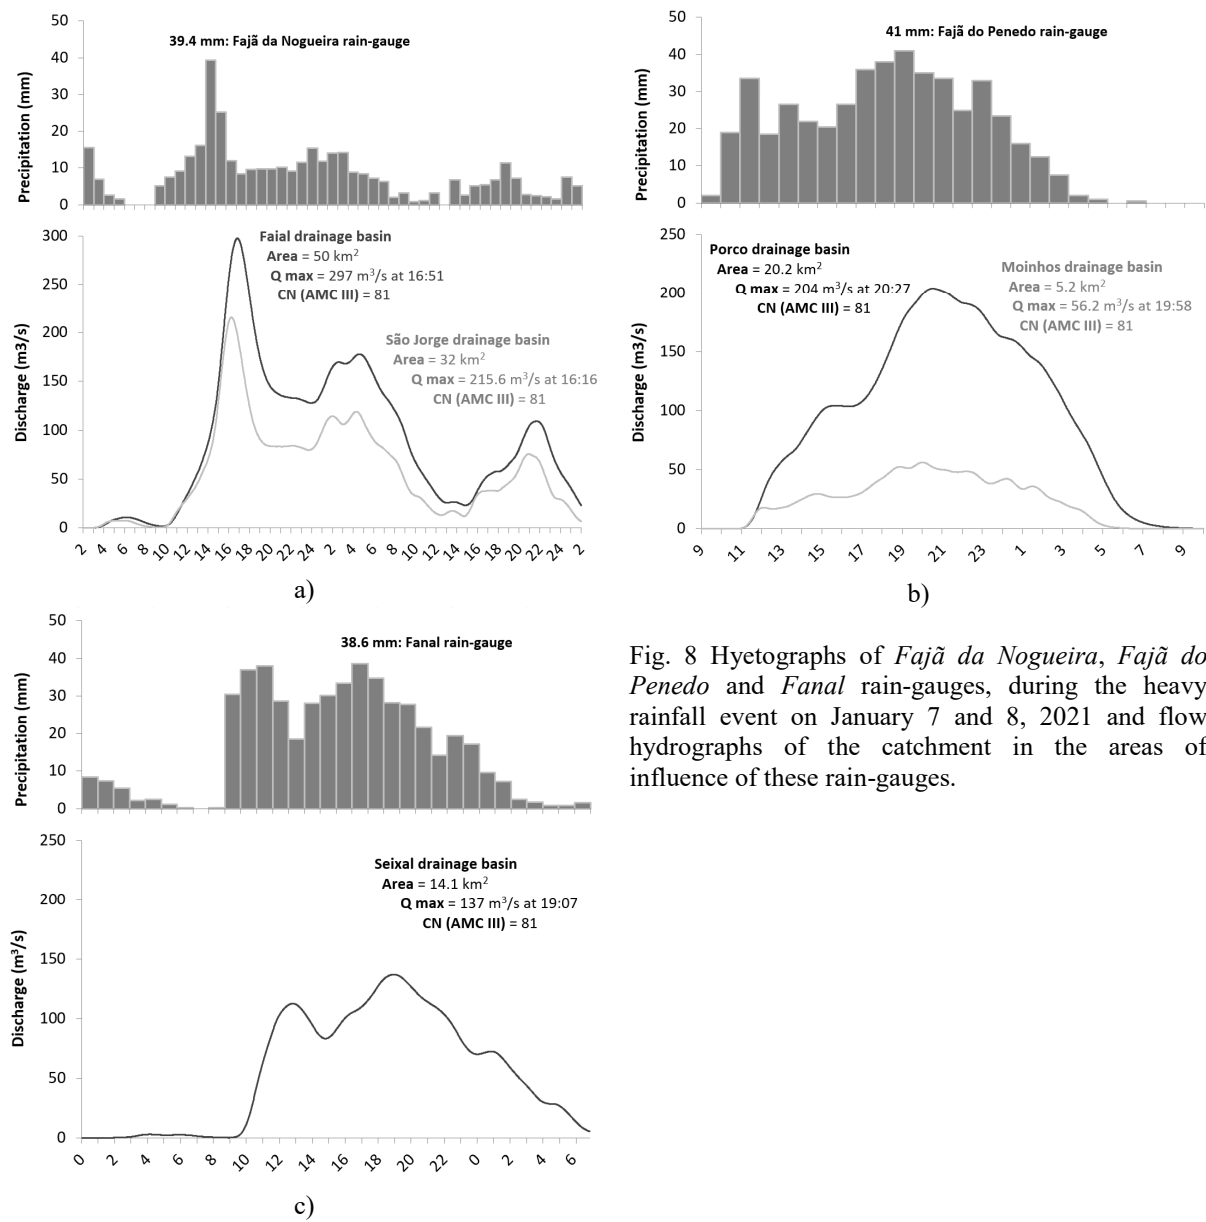 50
40
30
20
10
0
Precipitation (mm)
39.4 mm: Fajã da Nogueira rain-gauge
300
250
200
150
100
50
0
Discharge (m3/s)
Faial drainage basin
Area = 50 km²
Q max = 297 m³/s at 16:51
CN (AMC III) = 81
São Jorge drainage basin
Area = 32 km²
Q max = 215.6 m³/s at 16:16
CN (AMC III) = 81
2 4 6 8 10 12 14 16 18 20 22 24 2 4 6 8 10 12 14 16 18 20 22 24 2
a)
50
40
30
20
10
0
Precipitation (mm)
41 mm: Fajã do Penedo rain-gauge
250
200
150
100
50
0
Discharge (m3/s)
Porco drainage basin
Area = 20.2 km²
Q max = 204 m³/s at 20:27
CN (AMC III) = 81
Moinhos drainage basin
Area = 5.2 km²
Q max = 56.2 m³/s at 19:58
CN (AMC III) = 81
9 11 13 15 17 19 21 23 1 3 5 7 9
b)
50
40
30
20
10
0
Precipitation (mm)
38.6 mm: Fanal rain-gauge
250
200
150
100
50
0
Discharge (m³/s)
Seixal drainage basin
Area = 14.1 km²
Q max = 137 m³/s at 19:07
CN (AMC III) = 81
0 2 4 6 8 10 12 14 16 18 20 22 0 2 4 6
c)
Fig. 8 Hyetographs of Fajã da Nogueira, Fajã do
Penedo and Fanal rain-gauges, during the heavy
rainfall event on January 7 and 8, 2021 and flow
hydrographs of the catchment in the areas of
influence of these rain-gauges.